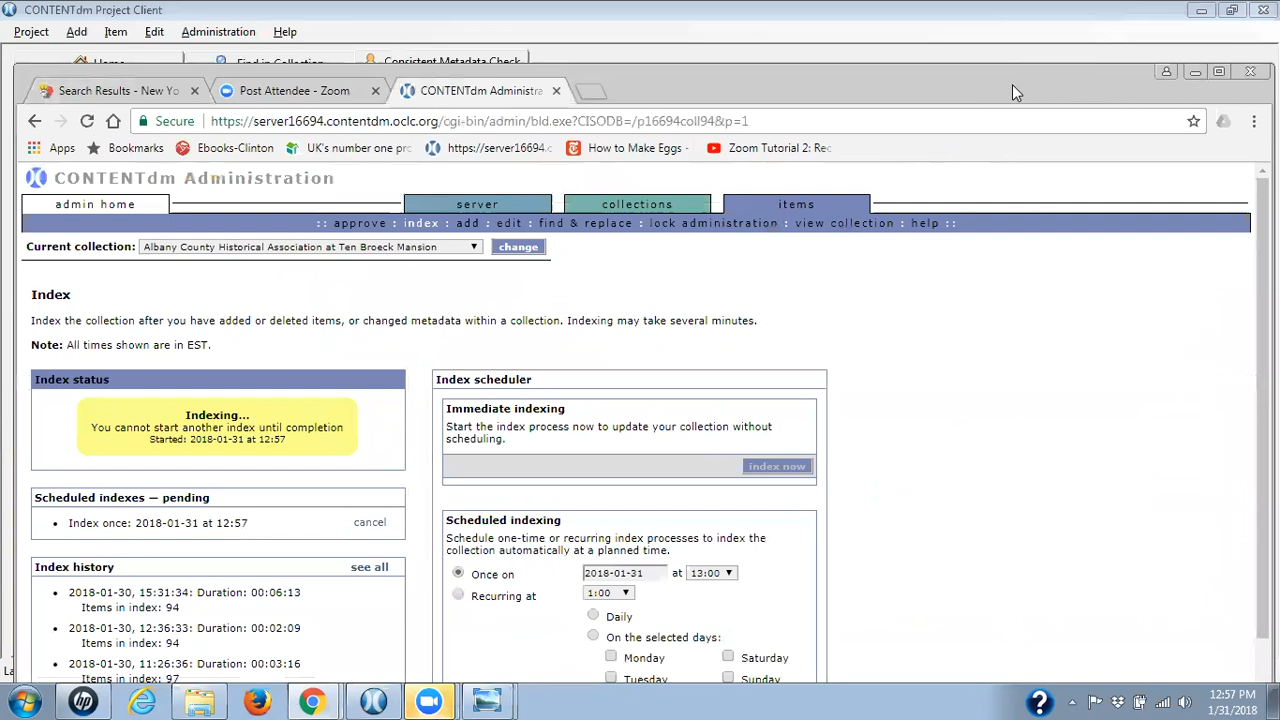 CONTENTdm Project Client
Project Add Item Edit Administration Help
Home Find in Collection Consistent Metadata Check
Search Results - New Yo Post Attendee - Zoom CONTENTdm Administra
Secure https://server16694.contentdm.oclc.org/cgi-bin/admin/bld.exe?CISODB=/p16694coll94&p=1
Apps Bookmarks Ebooks-Clinton UK's number one pro https://server16694.c How to Make Eggs - Zoom Tutorial 2: Rec
CONTENTdm Administration
admin home server collections items
:: approve : index : add : edit : find & replace : lock administration : view collection : help ::
Current collection: Albany County Historical Association at Ten Broeck Mansion change
Index
Index the collection after you have added or deleted items, or changed metadata within a collection. Indexing may take several minutes.
Note: All times shown are in EST.
Index status
Indexing...
You cannot start another index until completion
Started: 2018-01-31 at 12:57
Scheduled indexes — pending
Index once: 2018-01-31 at 12:57 cancel
Index history see all
2018-01-30, 15:31:34: Duration: 00:06:13
Items in index: 94
2018-01-30, 12:36:33: Duration: 00:02:09
Items in index: 94
2018-01-30, 11:26:36: Duration: 00:03:16
Items in index: 97
Index scheduler
Immediate indexing
Start the index process now to update your collection without
scheduling.
index now
Scheduled indexing
Schedule one-time or recurring index processes to index the
collection automatically at a planned time.
Once on 2018-01-31 at 13:00
Recurring at 1:00
Daily
On the selected days:
Monday Saturday
Tuesday Sunday
La
hp
12:57 PM
1/31/2018